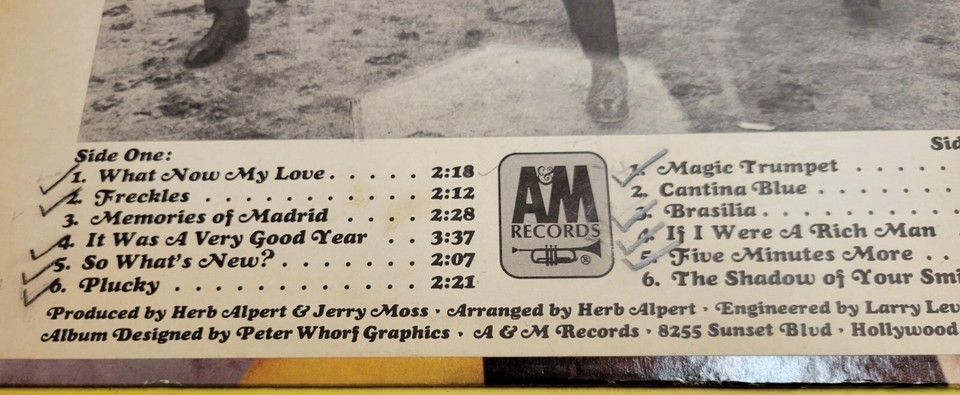 Side One:
1. What Now My Love . . . . . . 2:18
2. Freckles . . . . . . . . . . . . 2:12
3. Memories of Madrid . . . . 2:28
4. It Was A Very Good Year . . 3:37
5. So What's New? . . . . . . . 2:07
6. Plucky . . . . . . . . . . . . . 2:21
A&M
RECORDS
®
Sid
1. Magic Trumpet . . . . .
2. Cantina Blue . . . . . . .
3. Brasilia . . . . . . . . . .
4. If I Were A Rich Man .
5. Five Minutes More . .
6. The Shadow of Your Smi
Produced by Herb Alpert & Jerry Moss · Arranged by Herb Alpert · Engineered by Larry Lev
Album Designed by Peter Whorf Graphics · A & M Records · 8255 Sunset Blvd · Hollywood